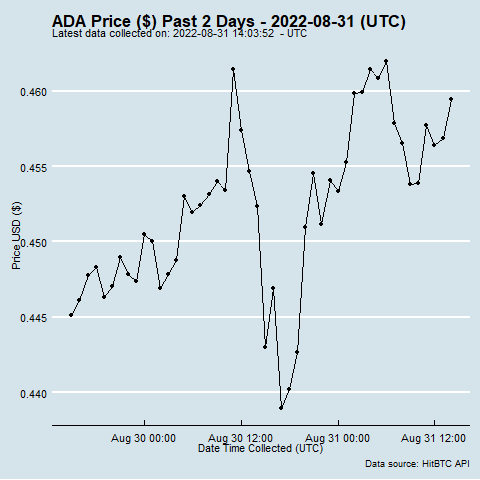 ADA Price ($) Past 2 Days - 2022-08-31 (UTC)
Latest data collected on: 2022-08-31 14:03:52 - UTC
0.460
0.455
0.450
0.445
0.440
Price USD ($)
Aug 30 00:00
Aug 30 12:00
Aug 31 00:00
Aug 31 12:00
Date Time Collected (UTC)
Data source: HitBTC API